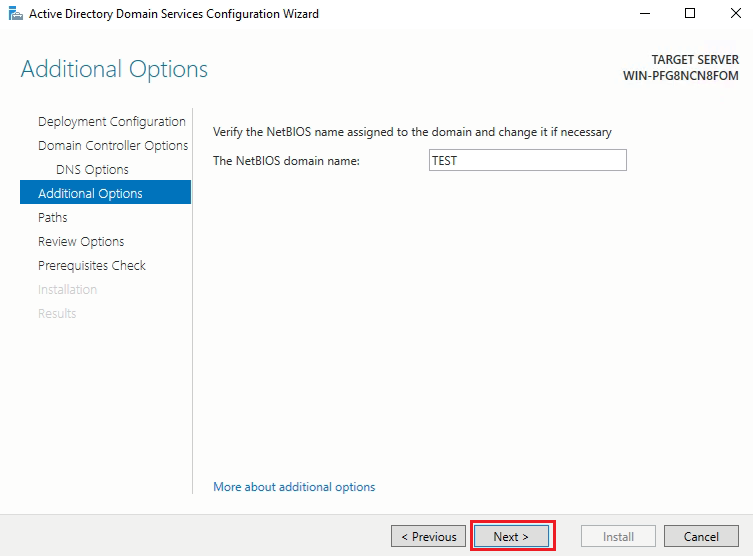 Active Directory Domain Services Configuration Wizard
Additional Options
TARGET SERVER
WIN-PFG8NCN8FOM
Deployment Configuration
Domain Controller Options
DNS Options
Additional Options
Paths
Review Options
Prerequisites Check
Installation
Results
Verify the NetBIOS name assigned to the domain and change it if necessary
The NetBIOS domain name: TEST
More about additional options
< Previous Next > Install Cancel